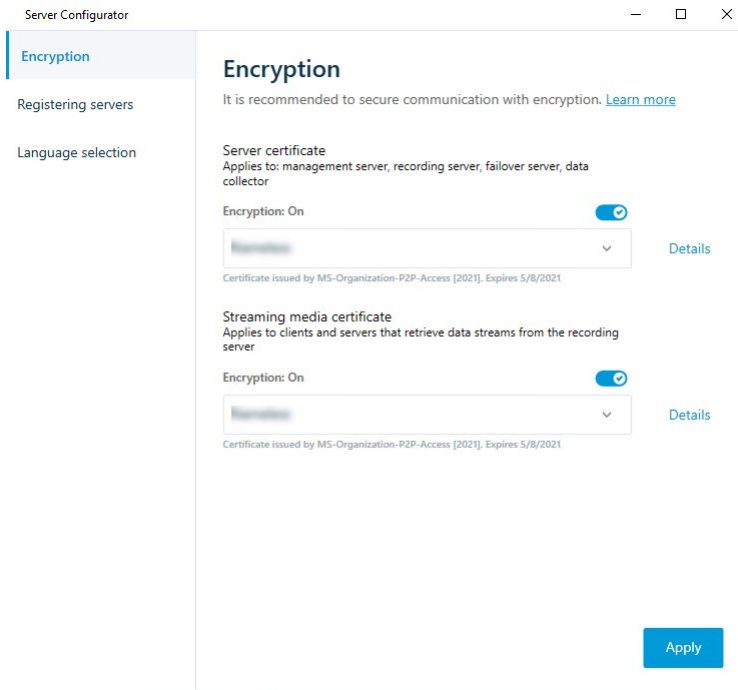 Server Configurator
Encryption
Registering servers
Language selection
Encryption
It is recommended to secure communication with encryption. Learn more
Server certificate
Applies to: management server, recording server, failover server, data
collector
Encryption: On
Details
Certificate issued by MS-Organization-P2P-Access [2021]. Expires 5/8/2021
Streaming media certificate
Applies to clients and servers that retrieve data streams from the recording
server
Encryption: On
Details
Certificate issued by MS-Organization-P2P-Access [2021]. Expires 5/8/2021
Apply